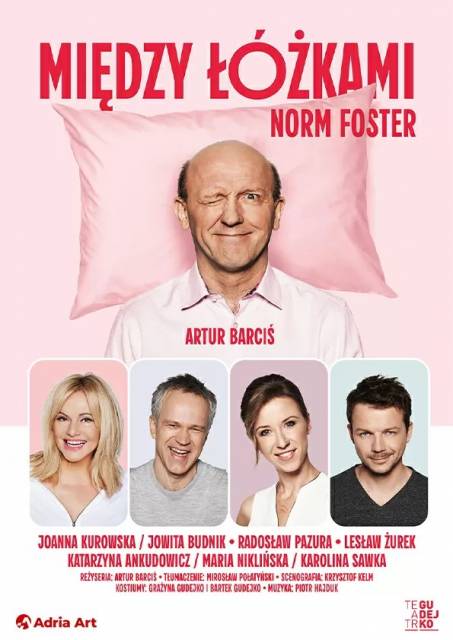 MIĘDZY ŁÓŻKAMI
NORM FOSTER
ARTUR BARCIŚ
JOANNA KUROWSKA / JOWITA BUDNIK • RADOSŁAW PAZURA • LESŁAW ŻUREK
KATARZYNA ANKUDOWICZ / MARIA NIKLIŃSKA / KAROLINA SAWKA
REŻYSERIA: ARTUR BARCIŚ • TŁUMACZENIE: MIROSŁAW POŁATYŃSKI • SCENOGRAFIA: KRZYSZTOF KELM
KOSTIUMY: GRAŻYNA GUDEJKO I BARTEK GUDEJKO • MUZYKA: PIOTR HAJDUK
Adria Art
TE GU
A DEJ
TR KO